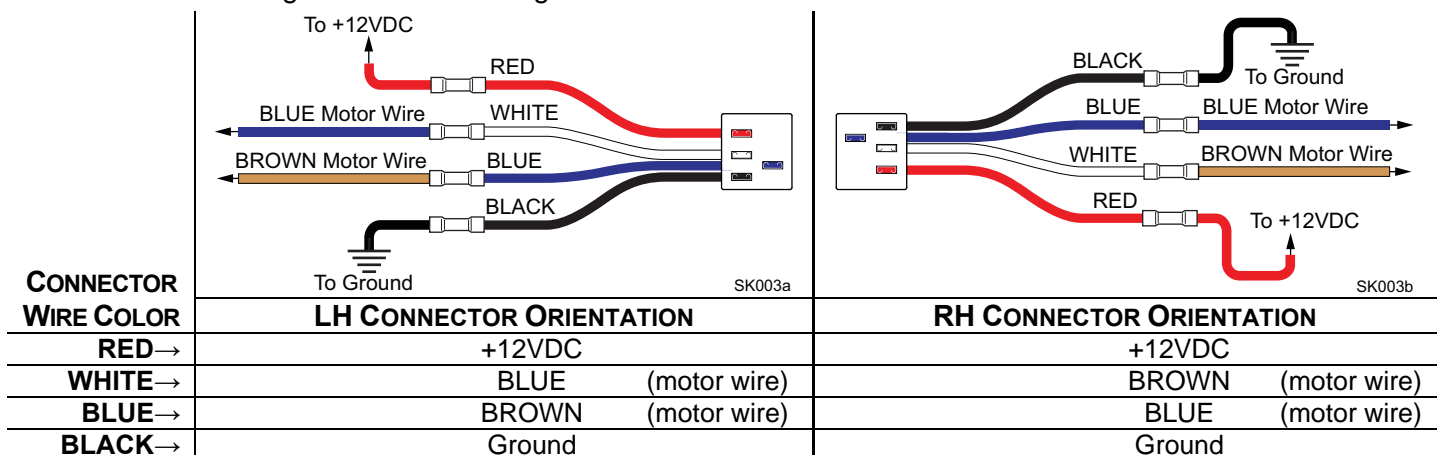 To +12VDC
RED
BLUE Motor Wire
WHITE
BROWN Motor Wire
BLUE
BLACK
To Ground
SK003a
BLACK
To Ground
BLUE
BLUE Motor Wire
WHITE
BROWN Motor Wire
RED
To +12VDC
SK003b
CONNECTOR
WIRE COLOR
LH CONNECTOR ORIENTATION
RH CONNECTOR ORIENTATION
RED→ +12VDC +12VDC
WHITE→ BLUE (motor wire) BROWN (motor wire)
BLUE→ BROWN (motor wire) BLUE (motor wire)
BLACK→ Ground Ground